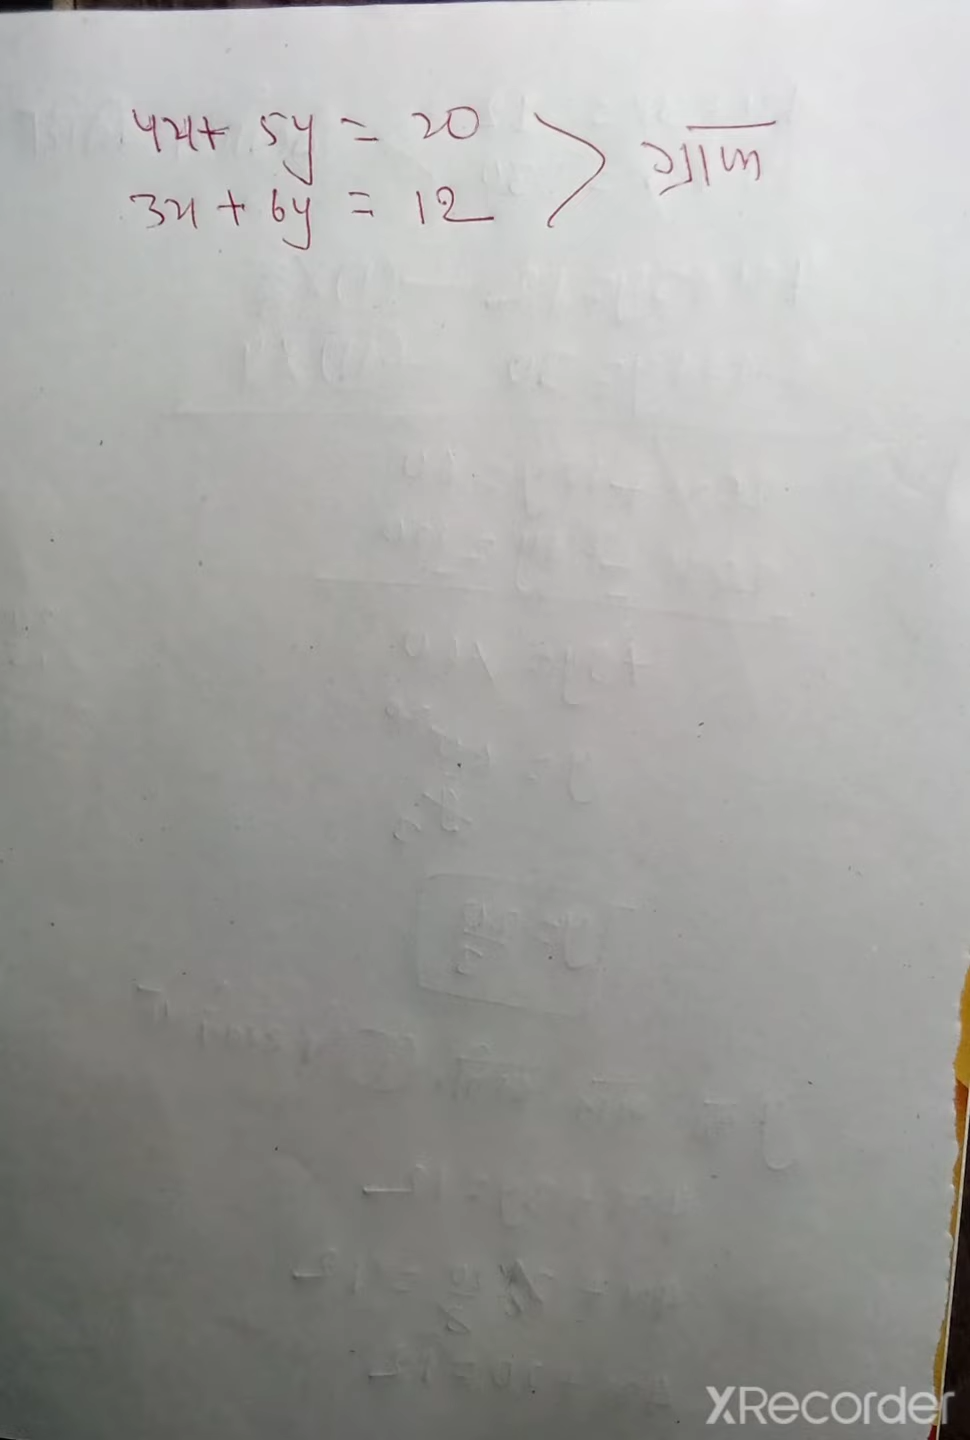 4x + 5y = 20
3x + 6y = 12
XRecorder